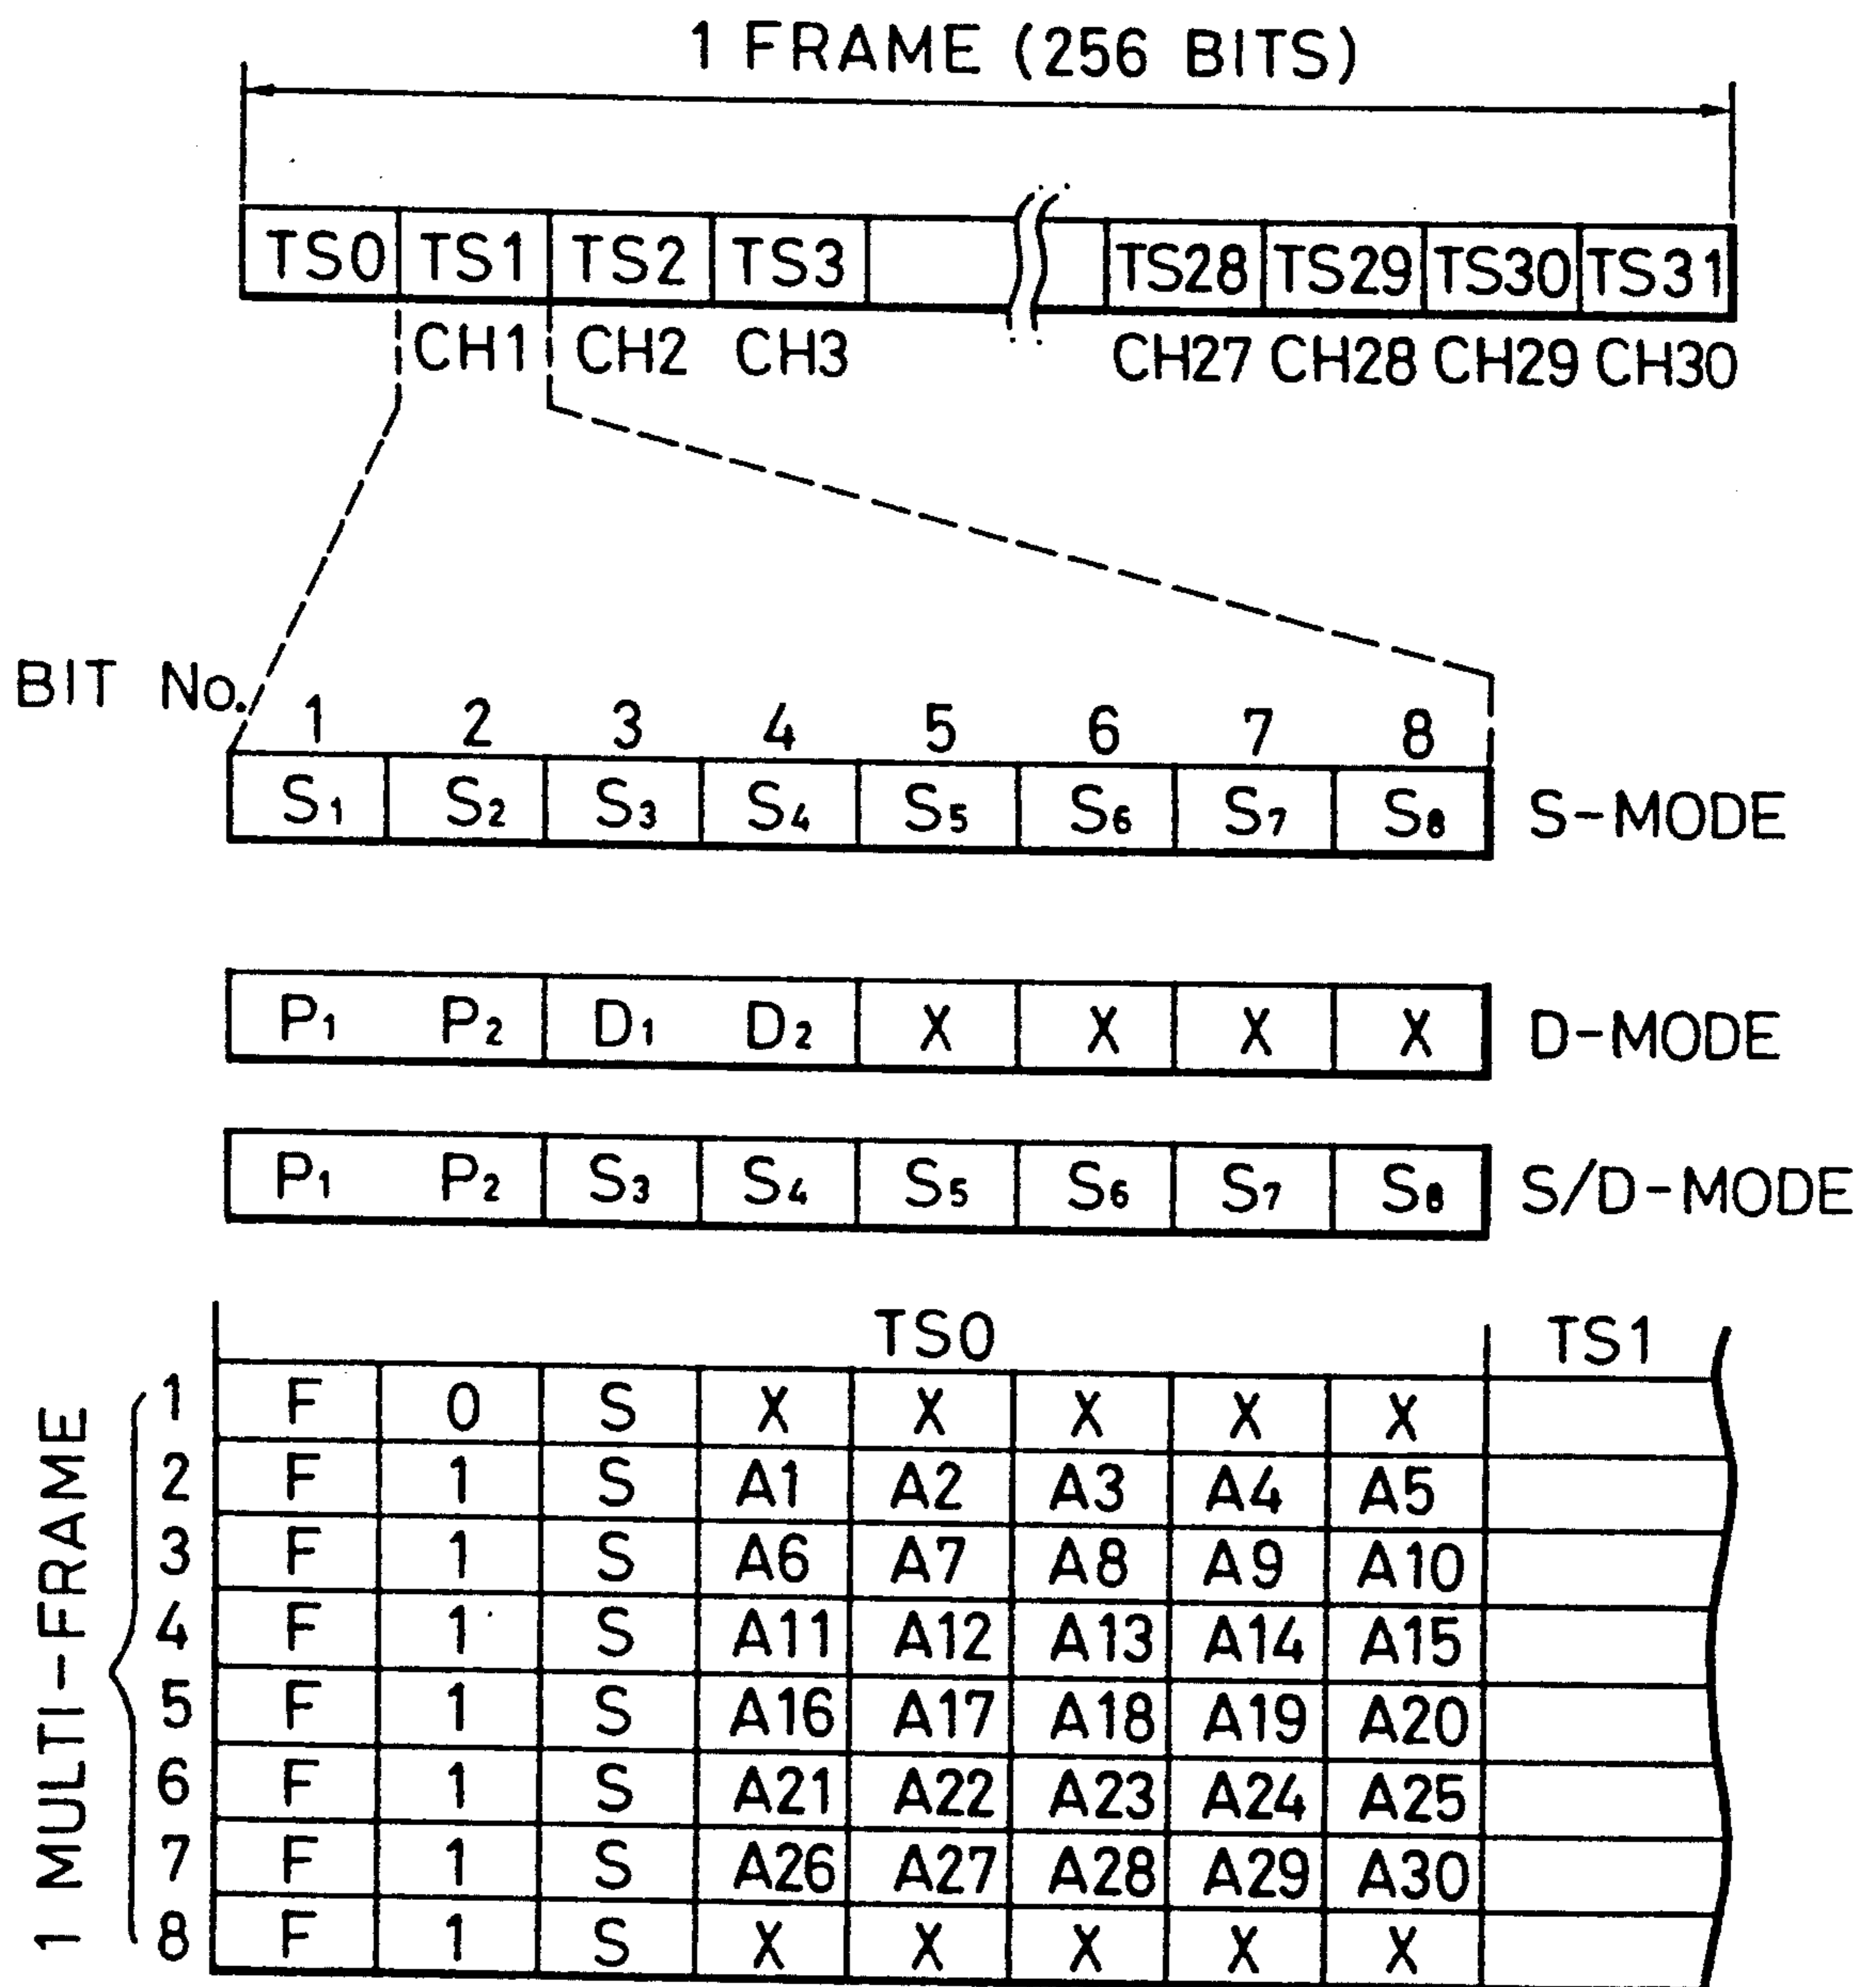 1 FRAME (256 BITS)
TS0 TS1 TS2 TS3 TS28 TS29 TS30 TS31
CH1 CH2 CH3 CH27 CH28 CH29 CH30
BIT No. 1 2 3 4 5 6 7 8
S1 S2 S3 S4 S5 S6 S7 S8 S-MODE
P1 P2 D1 D2 X X X X D-MODE
P1 P2 S3 S4 S5 S6 S7 S8 S/D-MODE
TS0 TS1
1 MULTI-FRAME
1 F 0 S X X X X X
2 F 1 S A1 A2 A3 A4 A5
3 F 1 S A6 A7 A8 A9 A10
4 F 1 S A11 A12 A13 A14 A15
5 F 1 S A16 A17 A18 A19 A20
6 F 1 S A21 A22 A23 A24 A25
7 F 1 S A26 A27 A28 A29 A30
8 F 1 S X X X X X